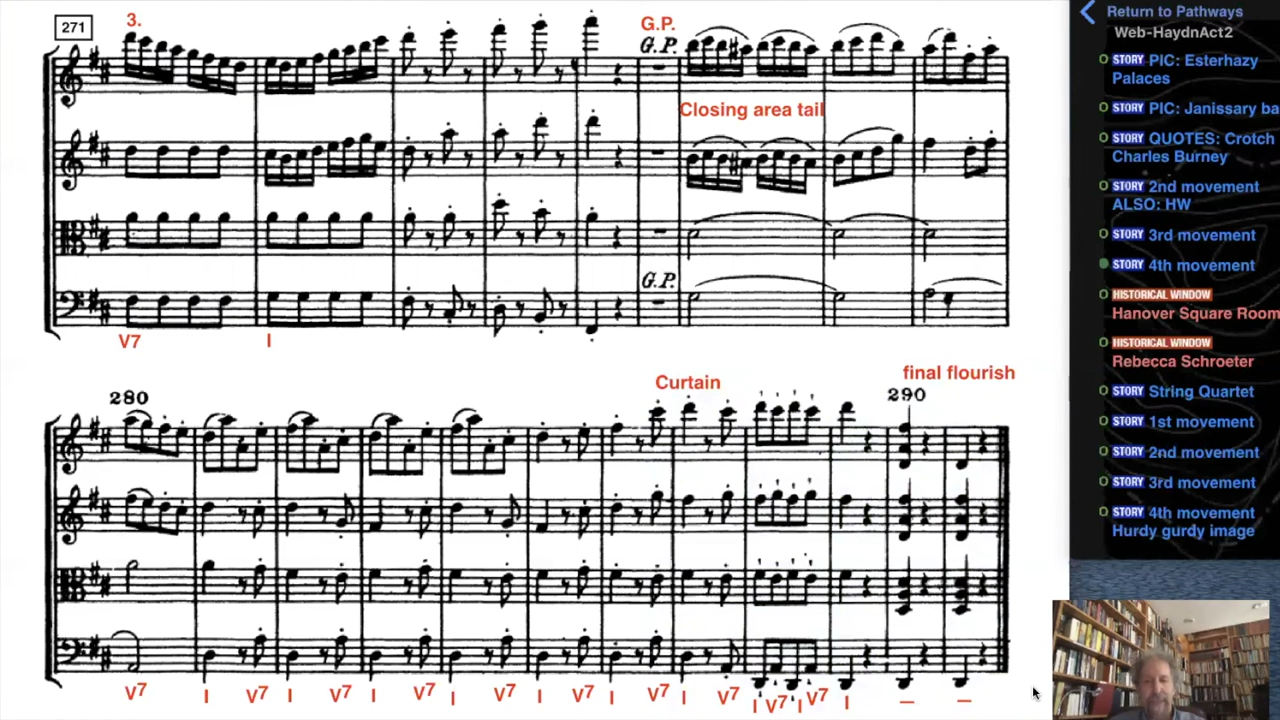 271
3.
G.P.
G.P.
Closing area tail
G.P.
V7
I
280
Curtain
final flourish
290
V7 I V7 I V7 I V7 I V7 I V7 I V7 I V7 I V7 I V7 I – –
Return to Pathways
Web-HaydnAct2
STORY PIC: Esterhazy
Palaces
STORY PIC: Janissary ba
STORY QUOTES: Crotch
Charles Burney
STORY 2nd movement
ALSO: HW
STORY 3rd movement
STORY 4th movement
HISTORICAL WINDOW
Hanover Square Room
HISTORICAL WINDOW
Rebecca Schroeter
STORY String Quartet
STORY 1st movement
STORY 2nd movement
STORY 3rd movement
STORY 4th movement
Hurdy gurdy image